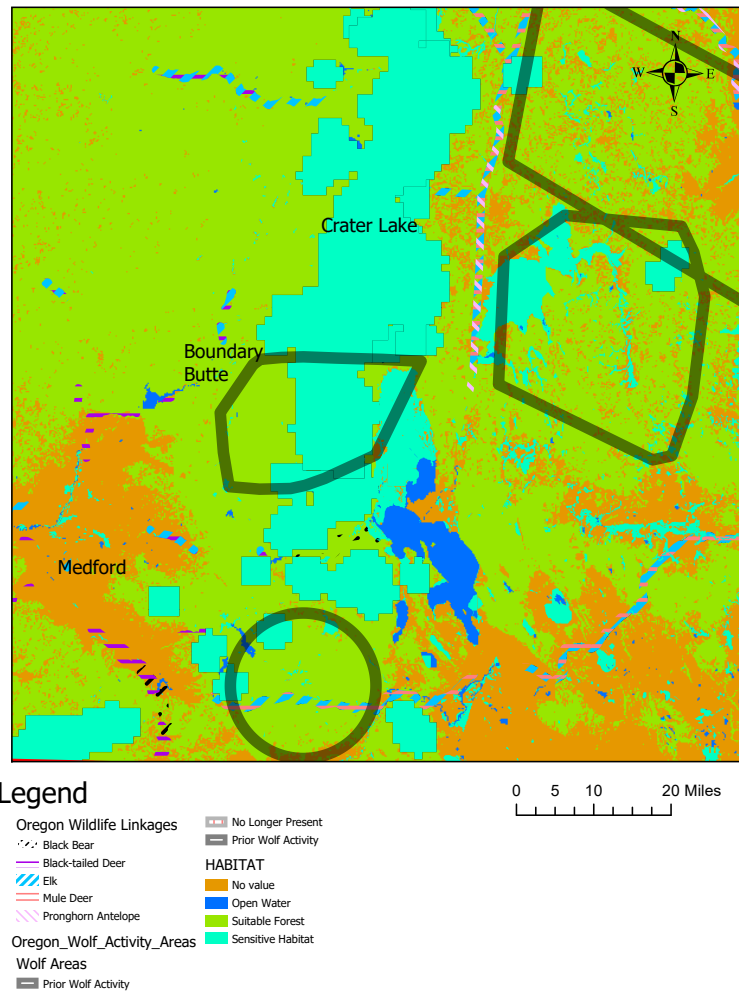 N
W E
S
Crater Lake
Boundary
Butte
Medford
Legend
Oregon Wildlife Linkages
Black Bear
Black-tailed Deer
Elk
Mule Deer
Pronghorn Antelope
Oregon_Wolf_Activity_Areas
Wolf Areas
Prior Wolf Activity
No Longer Present
Prior Wolf Activity
HABITAT
No value
Open Water
Suitable Forest
Sensitive Habitat
0 5 10 20 Miles